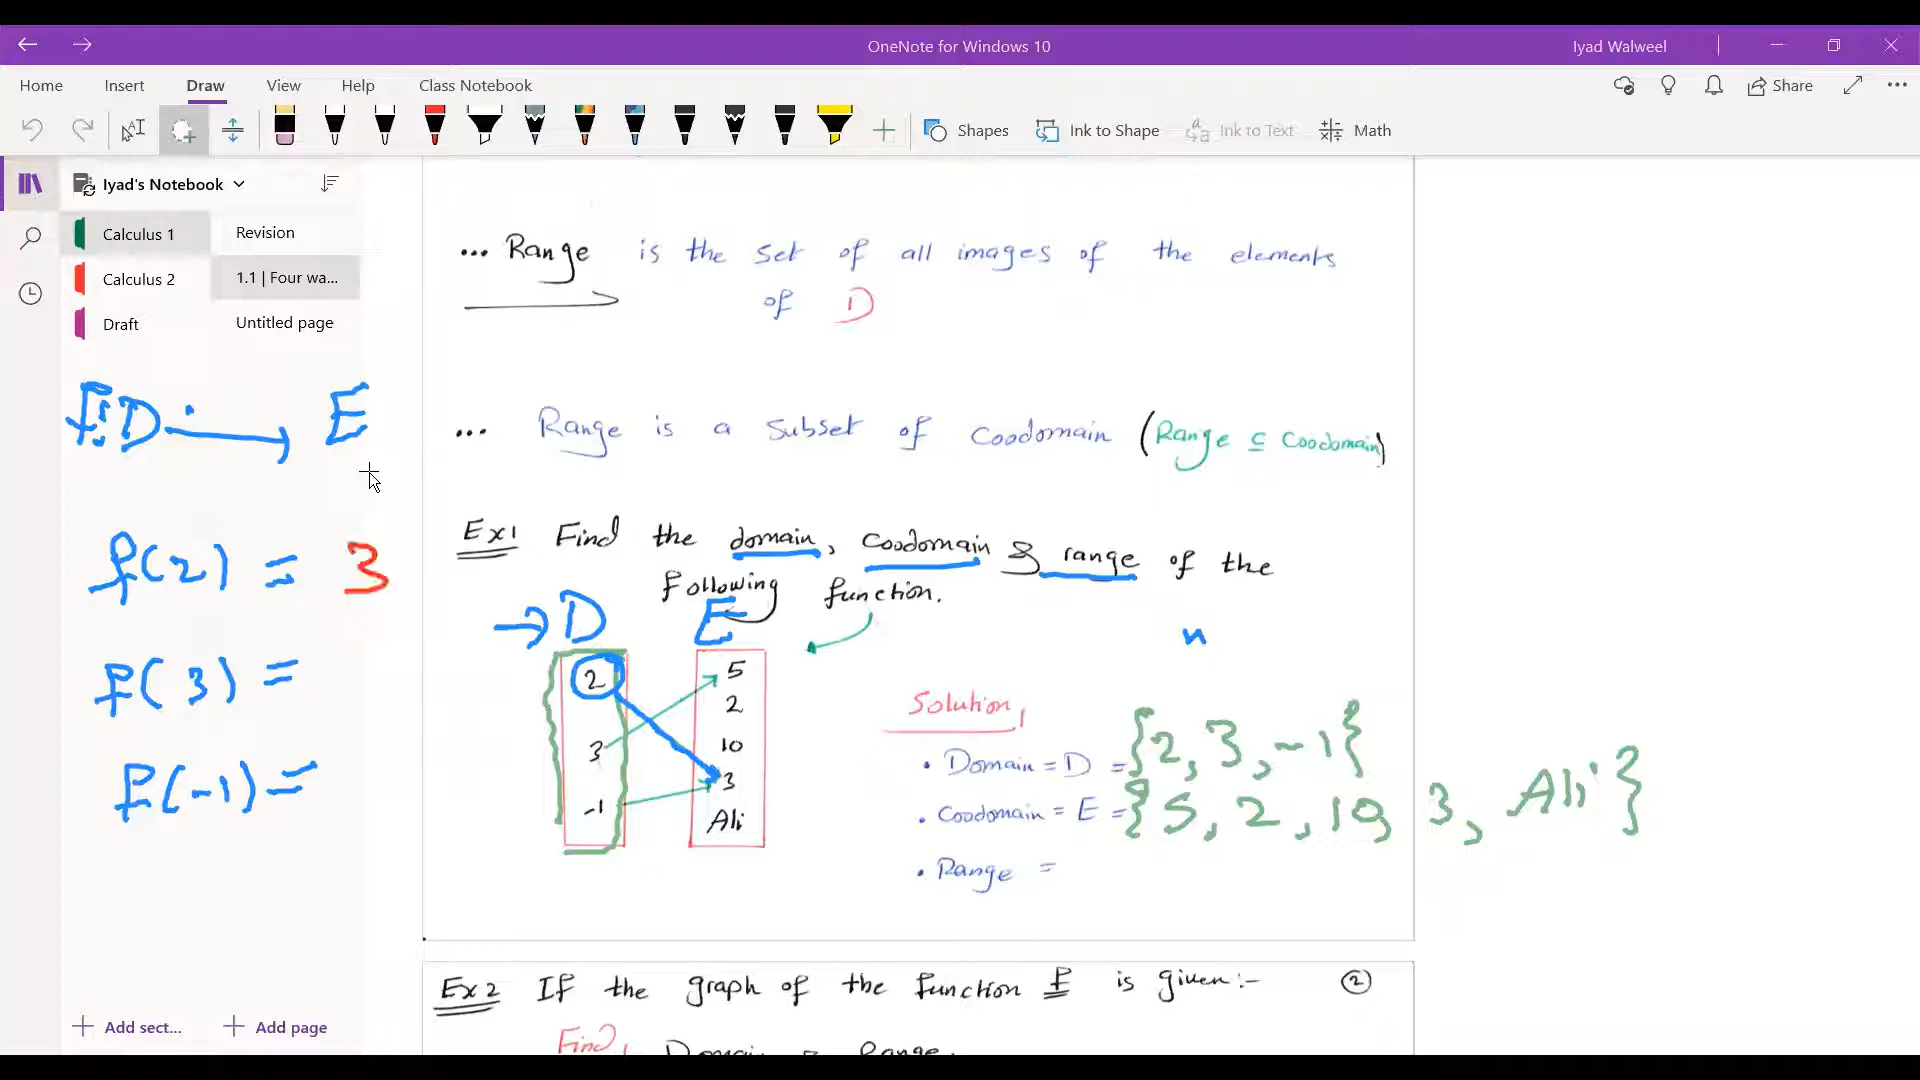 OneNote for Windows 10
Iyad Walweel
Home Insert Draw View Help Class Notebook
Share
Shapes Ink to Shape Ink to Text Math
Iyad's Notebook
Calculus 1
Calculus 2
Draft
Revision
1.1 | Four wa...
Untitled page
... Range is the set of all images of the elements
of D
... Range is a subset of Coodomain (Range ⊆ Coodomain)
Ex1 Find the domain, Coodomain & range of the
following function.
f: D → E
f(2) = 3
f(3) =
f(-1) =
→ D E
2
3
-1
5
2
10
3
Ali
n
Solution,
• Domain = D = {2, 3, -1}
• Coodomain = E = {5, 2, 10, 3, Ali}
• Range =
Ex2 If the graph of the function f is given:- 2
Find, Domain & Range.
Add sect... Add page